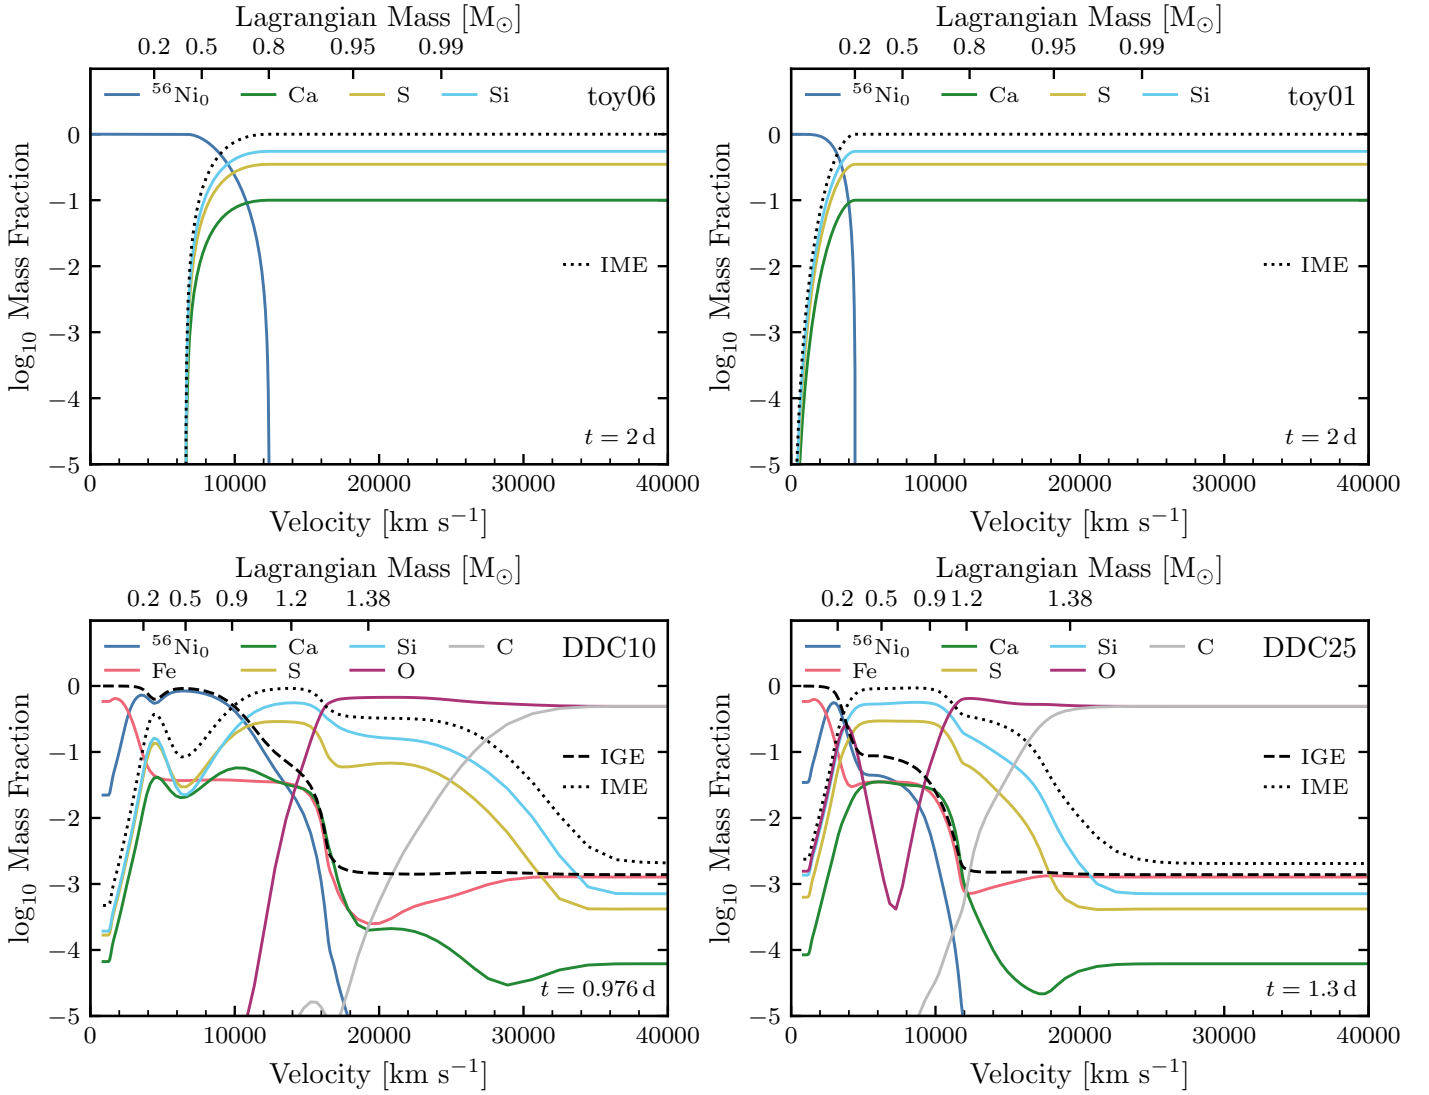 Lagrangian Mass [M⊙]
0.2 0.5 0.8 0.95 0.99
⁵⁶Ni₀ Ca S Si toy06
IME
t = 2 d
log₁₀ Mass Fraction
0
−1
−2
−3
−4
−5
0 10000 20000 30000 40000
Velocity [km s⁻¹]
Lagrangian Mass [M⊙]
0.2 0.5 0.8 0.95 0.99
⁵⁶Ni₀ Ca S Si toy01
IME
t = 2 d
log₁₀ Mass Fraction
0
−1
−2
−3
−4
−5
0 10000 20000 30000 40000
Velocity [km s⁻¹]
Lagrangian Mass [M⊙]
0.2 0.5 0.9 1.2 1.38
⁵⁶Ni₀ Ca Si C DDC10
Fe S O
IGE
IME
t = 0.976 d
log₁₀ Mass Fraction
0
−1
−2
−3
−4
−5
0 10000 20000 30000 40000
Velocity [km s⁻¹]
Lagrangian Mass [M⊙]
0.2 0.5 0.9 1.2 1.38
⁵⁶Ni₀ Ca Si C DDC25
Fe S O
IGE
IME
t = 1.3 d
log₁₀ Mass Fraction
0
−1
−2
−3
−4
−5
0 10000 20000 30000 40000
Velocity [km s⁻¹]